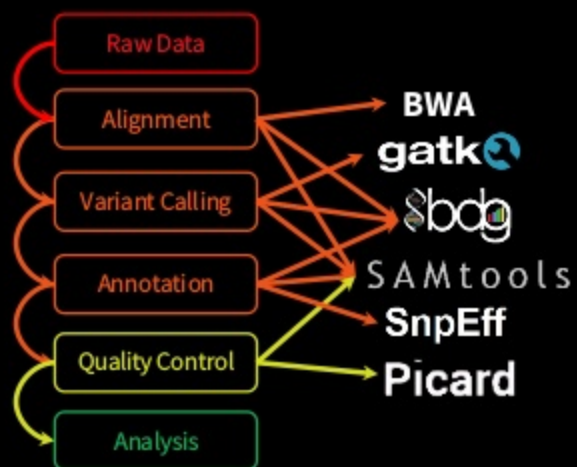 Raw Data
Alignment
Variant Calling
Annotation
Quality Control
Analysis
BWA
gatk
bdg
SAMtools
SnpEff
Picard